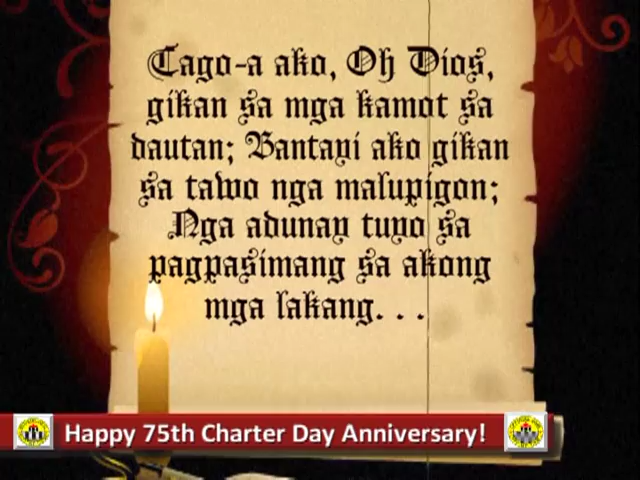 Cago-a ako, Oh Dios,
gikan sa mga kamot sa
dautan; Bantayi ako gikan
sa tawo nga malupigon;
Nga adunay tuyo sa
pagpasimang sa akong
mga lakang. . .
Happy 75th Charter Day Anniversary!